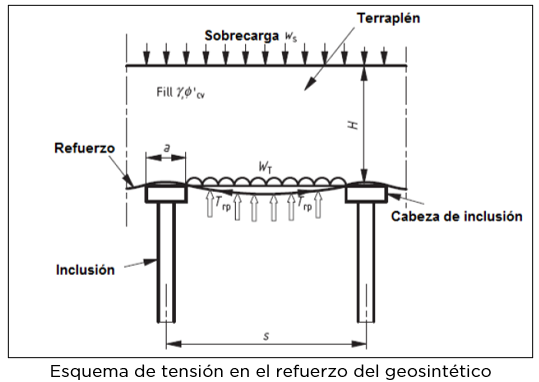 Sobrecarga ws
Terraplén
Fill γ,ϕ'cv
H
Refuerzo
a
WT
Trp
Trp
Cabeza de inclusión
Inclusión
s
Esquema de tensión en el refuerzo del geosintético